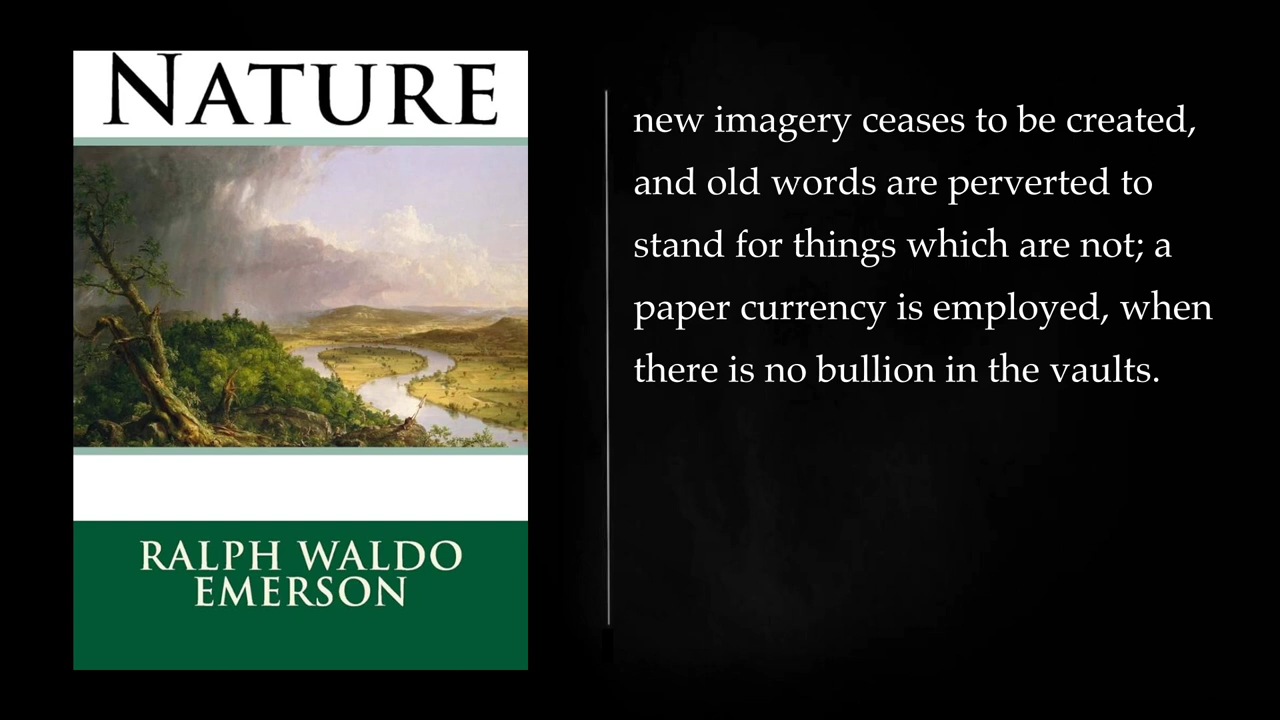 NATURE
RALPH WALDO
EMERSON
new imagery ceases to be created,
and old words are perverted to
stand for things which are not; a
paper currency is employed, when
there is no bullion in the vaults.